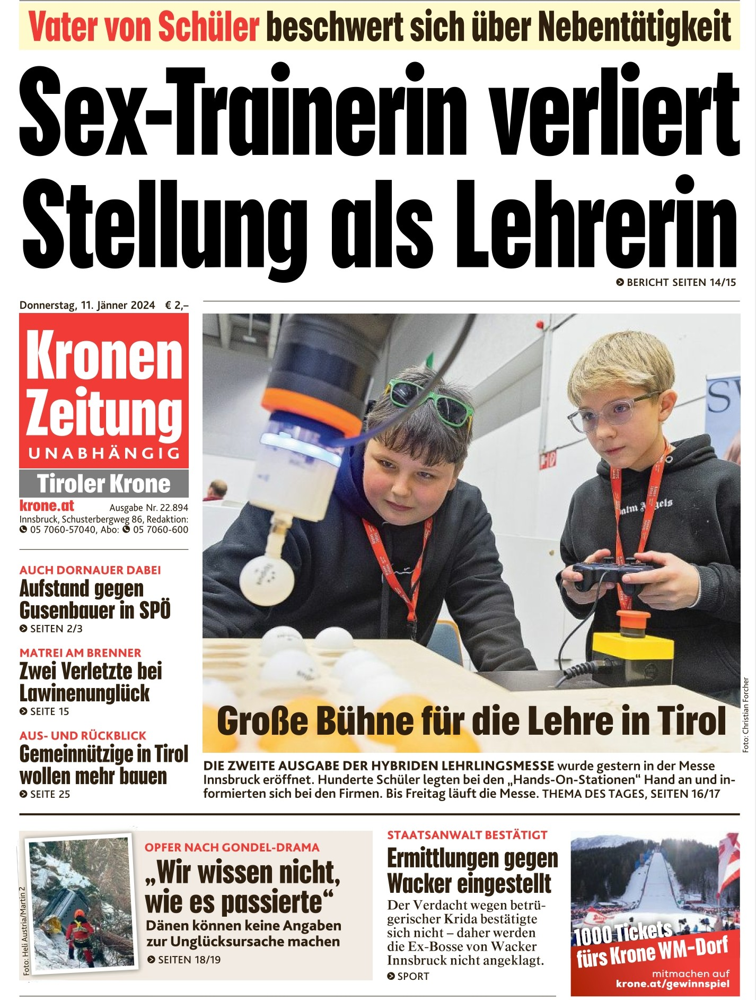 Vater von Schüler beschwert sich über Nebentätigkeit
Sex-Trainerin verliert
Stellung als Lehrerin
BERICHT SEITEN 14/15
Donnerstag, 11. Jänner 2024 € 2,–
Kronen
Zeitung
UNABHÄNGIG
Tiroler Krone
krone.at Ausgabe Nr. 22.894
Innsbruck, Schusterbergweg 86, Redaktion:
05 7060-57040, Abo: 05 7060-600
AUCH DORNAUER DABEI
Aufstand gegen
Gusenbauer in SPÖ
SEITEN 2/3
MATREI AM BRENNER
Zwei Verletzte bei
Lawinenunglück
SEITE 15
AUS- UND RÜCKBLICK
Gemeinnützige in Tirol
wollen mehr bauen
SEITE 25
Große Bühne für die Lehre in Tirol
Foto: Christian Forcher
DIE ZWEITE AUSGABE DER HYBRIDEN LEHRLINGSMESSE wurde gestern in der Messe
Innsbruck eröffnet. Hunderte Schüler legten bei den „Hands-On-Stationen“ Hand an und in-
formierten sich bei den Firmen. Bis Freitag läuft die Messe. THEMA DES TAGES, SEITEN 16/17
Foto: Heli Austria/Martin 2
OPFER NACH GONDEL-DRAMA
„Wir wissen nicht,
wie es passierte“
Dänen können keine Angaben
zur Unglücksursache machen
SEITEN 18/19
STAATSANWALT BESTÄTIGT
Ermittlungen gegen
Wacker eingestellt
Der Verdacht wegen betrü-
gerischer Krida bestätigte
sich nicht – daher werden
die Ex-Bosse von Wacker
Innsbruck nicht angeklagt.
SPORT
1000 Tickets
fürs Krone WM-Dorf
mitmachen auf
krone.at/gewinnspiel